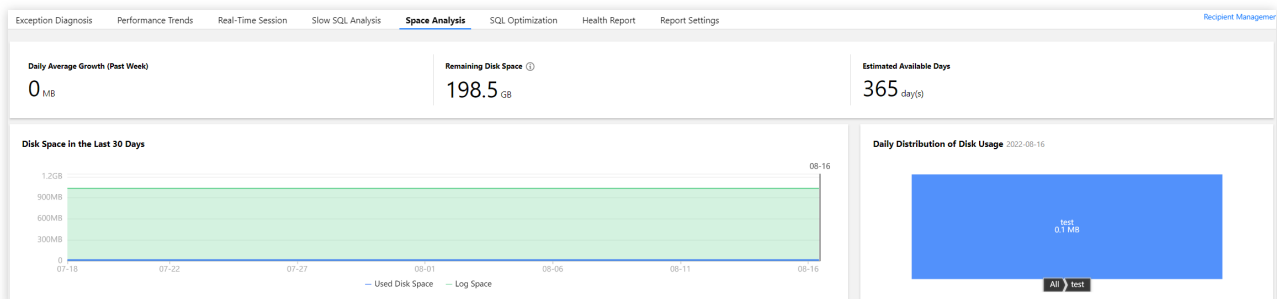 Exception Diagnosis Performance Trends Real-Time Session Slow SQL Analysis Space Analysis SQL Optimization Health Report Report Settings Recipient Managemen
Daily Average Growth (Past Week) Remaining Disk Space Estimated Available Days
0 MB 198.5 GB 365 day(s)
Disk Space in the Last 30 Days
08-16
1.2GB
900MB
600MB
300MB
0
07-18 07-22 07-27 08-01 08-06 08-11 08-16
Used Disk Space Log Space
Daily Distribution of Disk Usage 2022-08-16
test
0.1 MB
All test